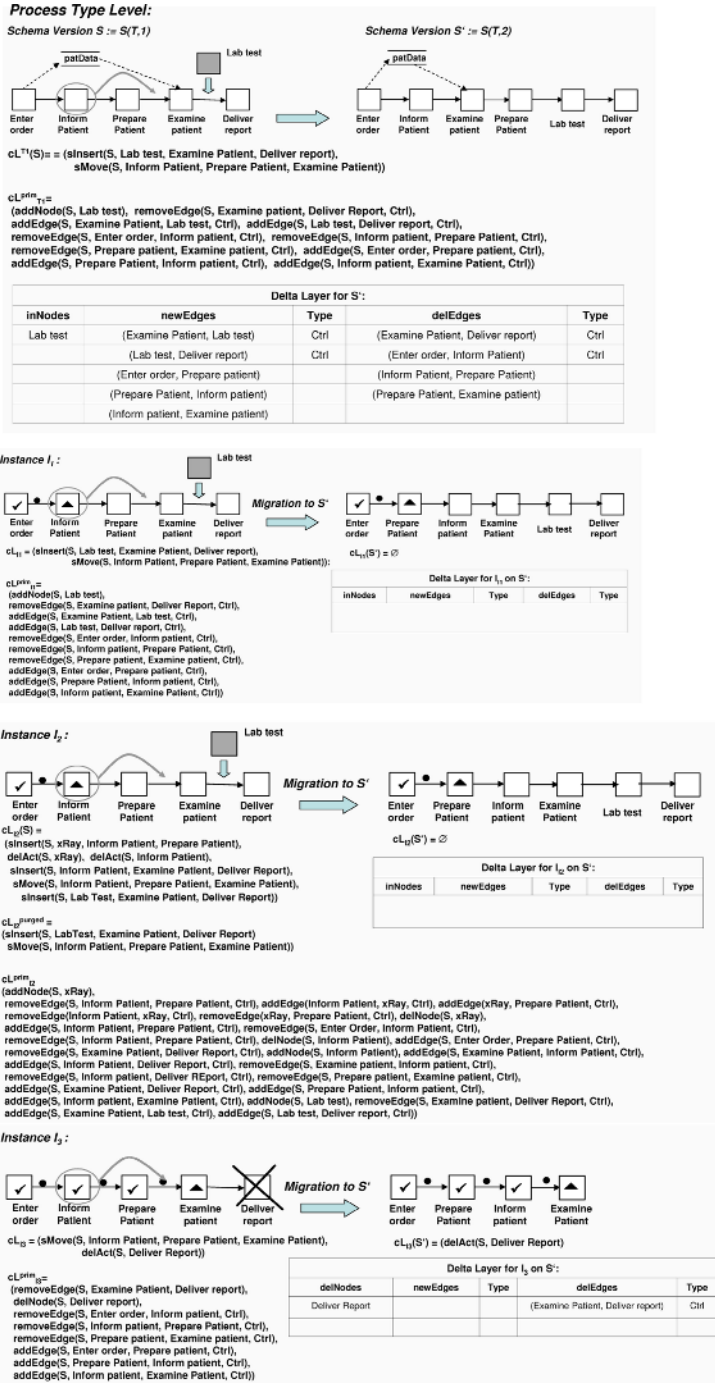 Process Type Level:
Schema Version S := S(T,1)
Schema Version S‘ := S(T,2)
Lab test
patData
patData
Enter order
Inform Patient
Prepare Patient
Examine patient
Deliver report
Enter order
Inform Patient
Examine patient
Prepare Patient
Lab test
Deliver report
cL^T1(S)= = (sInsert(S, Lab test, Examine Patient, Deliver report),
sMove(S, Inform Patient, Prepare Patient, Examine Patient))
cL^prim_T1=
(addNode(S, Lab test), removeEdge(S, Examine patient, Deliver Report, Ctrl),
addEdge(S, Examine Patient, Lab test, Ctrl), addEdge(S, Lab test, Deliver report, Ctrl),
removeEdge(S, Enter order, Inform patient, Ctrl), removeEdge(S, Inform patient, Prepare Patient, Ctrl),
removeEdge(S, Prepare patient, Examine patient, Ctrl), addEdge(S, Enter order, Prepare patient, Ctrl),
addEdge(S, Prepare Patient, Inform patient, Ctrl), addEdge(S, Inform patient, Examine Patient, Ctrl))
Delta Layer for S‘:
inNodes newEdges Type delEdges Type
Lab test (Examine Patient, Lab test) Ctrl (Examine Patient, Deliver report) Ctrl
(Lab test, Deliver report) Ctrl (Enter order, Inform Patient) Ctrl
(Enter order, Prepare patient) (Inform Patient, Prepare Patient)
(Prepare Patient, Inform patient) (Prepare Patient, Examine patient)
(Inform patient, Examine patient)
Instance I1 :
Lab test
Migration to S‘
Enter order
Inform Patient
Prepare Patient
Examine patient
Deliver report
Enter order
Prepare Patient
Inform patient
Examine Patient
Lab test
Deliver report
cL_I1 = (sInsert(S, Lab test, Examine Patient, Deliver report),
sMove(S, Inform Patient, Prepare Patient, Examine Patient)):
cL_I1(S‘) = ∅
cL^prim_I1=
(addNode(S, Lab test),
removeEdge(S, Examine patient, Deliver Report, Ctrl),
addEdge(S, Examine Patient, Lab test, Ctrl),
addEdge(S, Lab test, Deliver report, Ctrl),
removeEdge(S, Enter order, Inform patient, Ctrl),
removeEdge(S, Inform patient, Prepare Patient, Ctrl),
removeEdge(S, Prepare patient, Examine patient, Ctrl),
addEdge(S, Enter order, Prepare patient, Ctrl),
addEdge(S, Prepare Patient, Inform patient, Ctrl),
addEdge(S, Inform patient, Examine Patient, Ctrl))
Delta Layer for I1 on S‘:
inNodes newEdges Type delEdges Type
Instance I2 :
Lab test
Migration to S‘
Enter order
Inform Patient
Prepare Patient
Examine patient
Deliver report
Enter order
Prepare Patient
Inform patient
Examine Patient
Lab test
Deliver report
cL_I2(S) =
(sInsert(S, xRay, Inform Patient, Prepare Patient),
delAct(S, xRay), delAct(S, Inform Patient),
sInsert(S, Inform Patient, Examine Patient, Deliver Report),
sMove(S, Inform Patient, Prepare Patient, Examine Patient),
sInsert(S, Lab Test, Examine Patient, Deliver Report))
cL_I2(S‘) = ∅
Delta Layer for I2 on S‘:
inNodes newEdges Type delEdges Type
cL_I2^purged =
(sInsert(S, LabTest, Examine Patient, Deliver Report)
sMove(S, Inform Patient, Prepare Patient, Examine Patient))
cL^prim_I2
(addNode(S, xRay),
removeEdge(S, Inform Patient, Prepare Patient, Ctrl), addEdge(Inform Patient, xRay, Ctrl), addEdge(xRay, Prepare Patient, Ctrl),
removeEdge(Inform Patient, xRay, Ctrl), removeEdge(xRay, Prepare Patient, Ctrl), delNode(S, xRay),
addEdge(S, Inform Patient, Prepare Patient, Ctrl), removeEdge(S, Enter Order, Inform Patient, Ctrl),
removeEdge(S, Inform Patient, Prepare Patient, Ctrl), delNode(S, Inform Patient), addEdge(S, Enter Order, Prepare Patient, Ctrl),
removeEdge(S, Examine Patient, Deliver Report, Ctrl), addNode(S, Inform Patient), addEdge(S, Examine Patient, Inform Patient, Ctrl),
addEdge(S, Inform Patient, Deliver Report, Ctrl), removeEdge(S, Examine patient, Inform patient, Ctrl),
removeEdge(S, Inform patient, Deliver REport, Ctrl), removeEdge(S, Prepare patient, Examine patient, Ctrl),
addEdge(S, Examine Patient, Deliver Report, Ctrl), addEdge(S, Prepare Patient, Inform patient, Ctrl),
addEdge(S, Inform patient, Examine Patient, Ctrl), addNode(S, Lab test), removeEdge(S, Examine patient, Deliver Report, Ctrl),
addEdge(S, Examine Patient, Lab test, Ctrl), addEdge(S, Lab test, Deliver report, Ctrl))
Instance I3 :
Migration to S‘
Enter order
Inform Patient
Prepare Patient
Examine patient
Deliver report
Enter order
Prepare Patient
Inform patient
Examine Patient
cL_I3 = (sMove(S, Inform Patient, Prepare Patient, Examine Patient),
delAct(S, Deliver Report))
cL_I3(S‘) = (delAct(S, Deliver Report)
cL^prim_I3=
(removeEdge(S, Examine Patient, Deliver report),
delNode(S, Deliver report),
removeEdge(S, Enter order, Inform patient, Ctrl),
removeEdge(S, Inform patient, Prepare Patient, Ctrl),
removeEdge(S, Prepare patient, Examine patient, Ctrl),
addEdge(S, Enter order, Prepare patient, Ctrl),
addEdge(S, Prepare Patient, Inform patient, Ctrl),
addEdge(S, Inform patient, Examine Patient, Ctrl))
Delta Layer for I3 on S‘:
delNodes newEdges Type delEdges Type
Deliver Report (Examine Patient, Deliver report) Ctrl